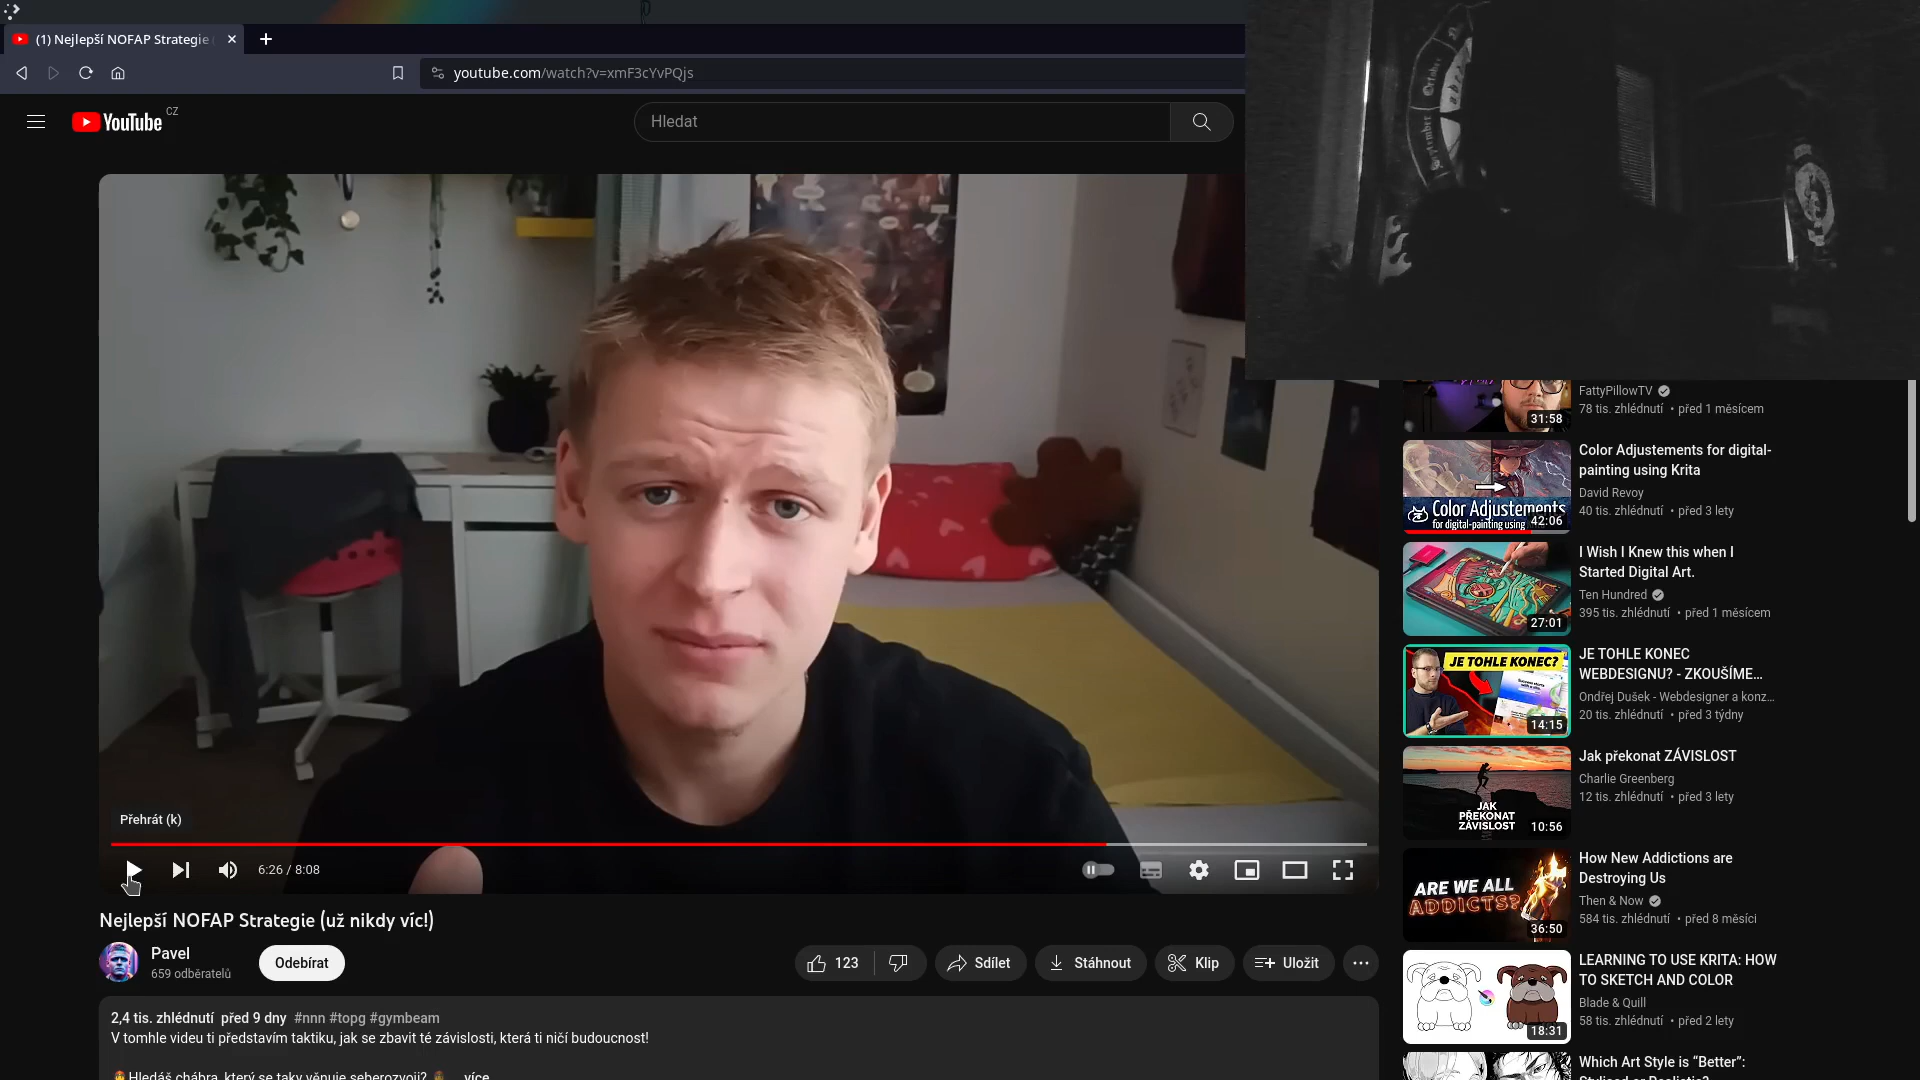 (1) Nejlepší NOFAP Strategie
youtube.com/watch?v=xmF3cYvPQjs
YouTube CZ
Hledat
October
September
Přehrát (k)
6:26 / 8:08
Nejlepší NOFAP Strategie (už nikdy víc!)
Pavel
659 odběratelů
Odebírat
123
Sdílet
Stáhnout
Klip
Uložit
2,4 tis. zhlédnutí před 9 dny #nnn #topg #gymbeam
V tomhle videu ti představím taktiku, jak se zbavit té závislosti, která ti ničí budoucnost!
Hledáš chábra, který se taky věnuje seberozvoji? ...více
31:58
FattyPillowTV
78 tis. zhlédnutí • před 1 měsícem
Color Adjustements
for digital-painting using
42:06
Color Adjustements for digital-
painting using Krita
David Revoy
40 tis. zhlédnutí • před 3 lety
27:01
I Wish I Knew this when I
Started Digital Art.
Ten Hundred
395 tis. zhlédnutí • před 1 měsícem
JE TOHLE KONEC?
14:15
JE TOHLE KONEC
WEBDESIGNU? - ZKOUŠÍME...
Ondřej Dušek - Webdesigner a konz...
20 tis. zhlédnutí • před 3 týdny
JAK
PŘEKONAT
ZÁVISLOST
10:56
Jak překonat ZÁVISLOST
Charlie Greenberg
12 tis. zhlédnutí • před 3 lety
ARE WE ALL
ADDICTS?
36:50
How New Addictions are
Destroying Us
Then & Now
584 tis. zhlédnutí • před 8 měsíci
18:31
LEARNING TO USE KRITA: HOW
TO SKETCH AND COLOR
Blade & Quill
58 tis. zhlédnutí • před 2 lety
Which Art Style is “Better”: